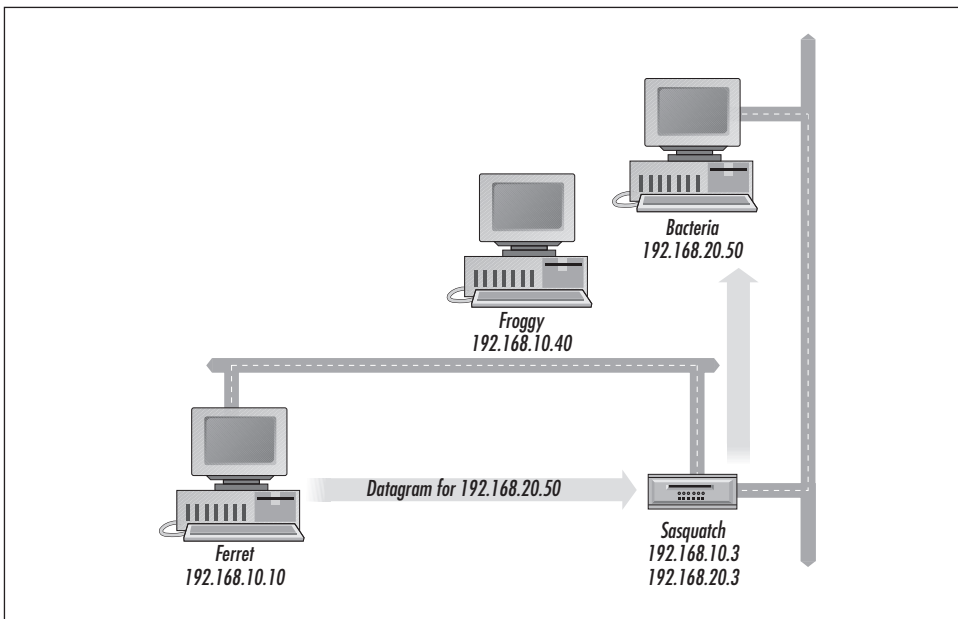 Bacteria
192.168.20.50
Froggy
192.168.10.40
Datagram for 192.168.20.50
Ferret
192.168.10.10
Sasquatch
192.168.10.3
192.168.20.3